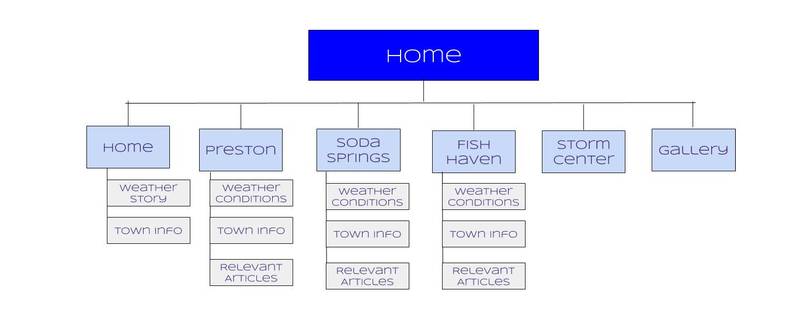 Home
Home
Preston
Soda
Springs
Fish
Haven
Storm
Center
Gallery
Weather
Story
Town Info
Weather
Conditions
Town Info
Relevant
Articles
Weather
Conditions
Town Info
Relevant
Articles
Weather
Conditions
Town Info
Relevant
Articles